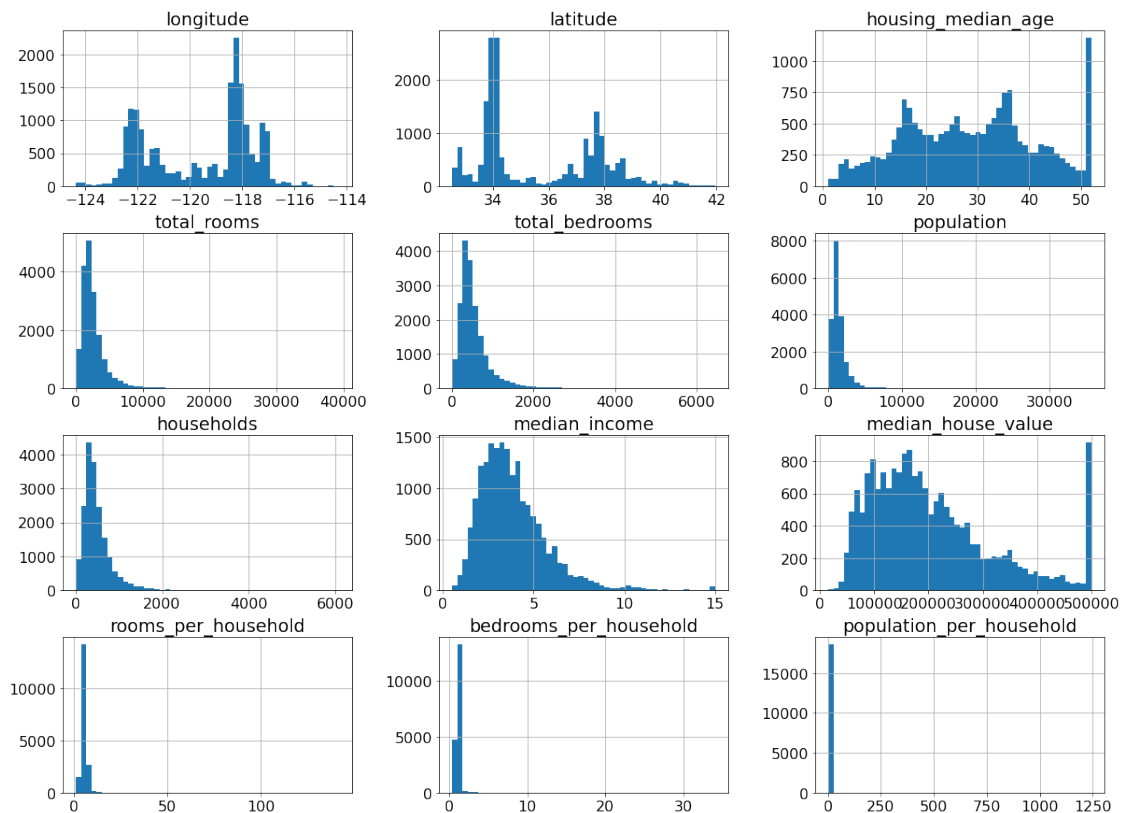 longitude
2000
1500
1000
500
0
−124 −122 −120 −118 −116 −114
latitude
2000
1000
0
34 36 38 40 42
housing_median_age
1000
750
500
250
0
0 10 20 30 40 50
total_rooms
4000
2000
0
0 10000 20000 30000 40000
total_bedrooms
4000
3000
2000
1000
0
0 2000 4000 6000
population
8000
6000
4000
2000
0
0 10000 20000 30000
households
4000
3000
2000
1000
0
0 2000 4000 6000
median_income
1500
1000
500
0
0 5 10 15
median_house_value
800
600
400
200
0
0 100000 200000 300000 400000 500000
rooms_per_household
10000
5000
0
0 50 100
bedrooms_per_household
10000
5000
0
0 10 20 30
population_per_household
15000
10000
5000
0
0 250 500 750 1000 1250